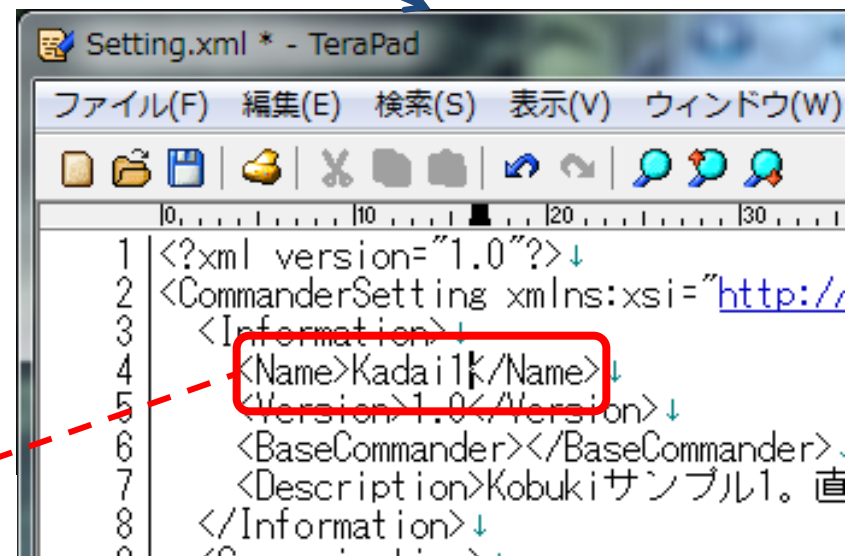 Setting.xml * - TeraPad
ファイル(F) 編集(E) 検索(S) 表示(V) ウィンドウ(W)
0 10 20 30
1 <?xml version="1.0"?>↓
2 <CommanderSetting xmlns:xsi="http://
3 <Information>↓
4 <Name>Kadai1</Name>↓
5 <Version>1.0</Version>↓
6 <BaseCommander></BaseCommander>↓
7 <Description>Kobukiサンプル1。直
8 </Information>↓